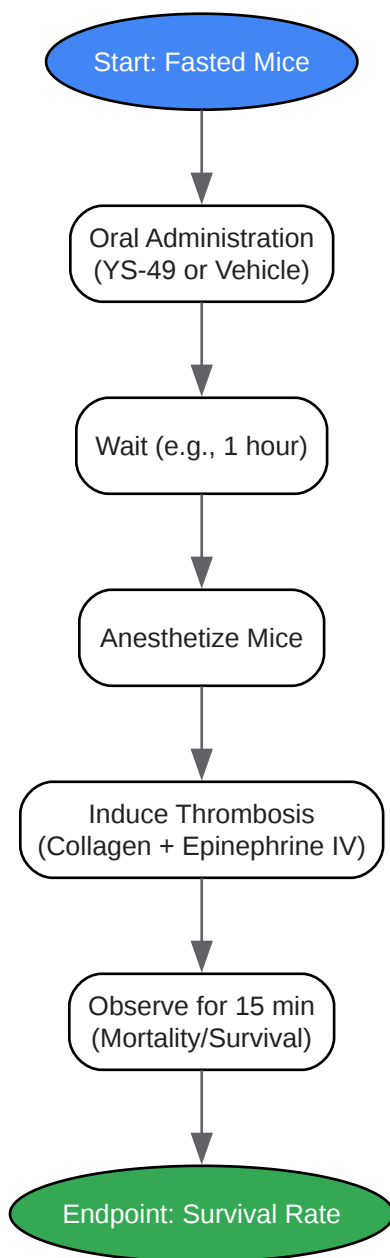 Start: Fasted Mice
Oral Administration
(YS-49 or Vehicle)
Wait (e.g., 1 hour)
Anesthetize Mice
Induce Thrombosis
(Collagen + Epinephrine IV)
Observe for 15 min
(Mortality/Survival)
Endpoint: Survival Rate